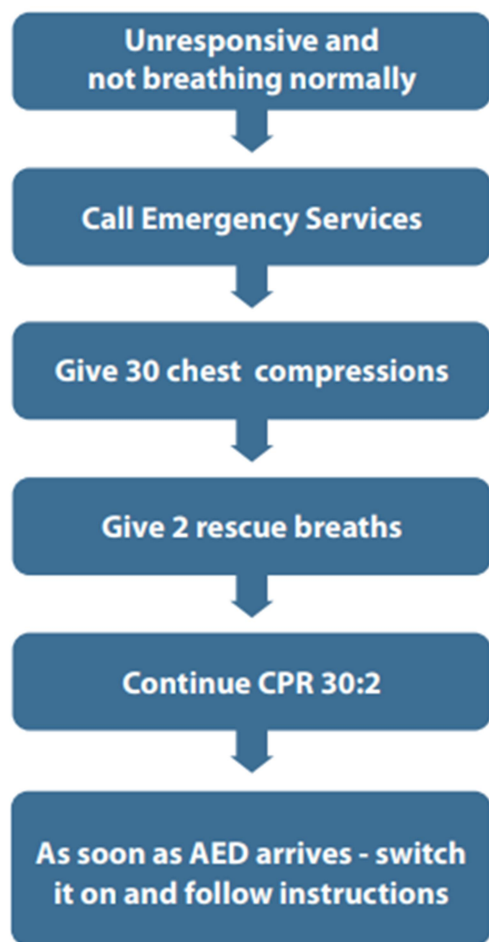 Unresponsive and
not breathing normally
Call Emergency Services
Give 30 chest compressions
Give 2 rescue breaths
Continue CPR 30:2
As soon as AED arrives - switch
it on and follow instructions